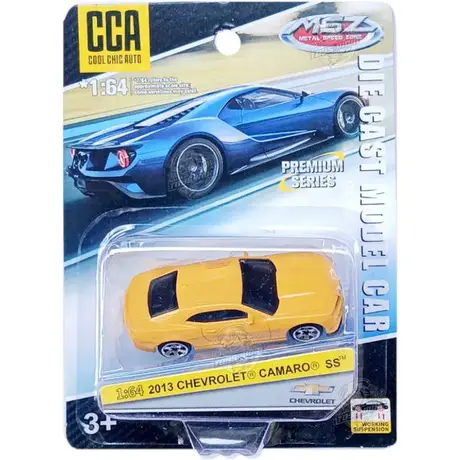 CCA
COOL CHIC AUTO
*1:64
MSZ
METAL SPEED ZONE
DIE CAST MODEL CAR
PREMIUM
SERIES
1:64 2013 CHEVROLET® CAMARO® SS™
CHEVROLET
3+
WORKING
SUSPENSION